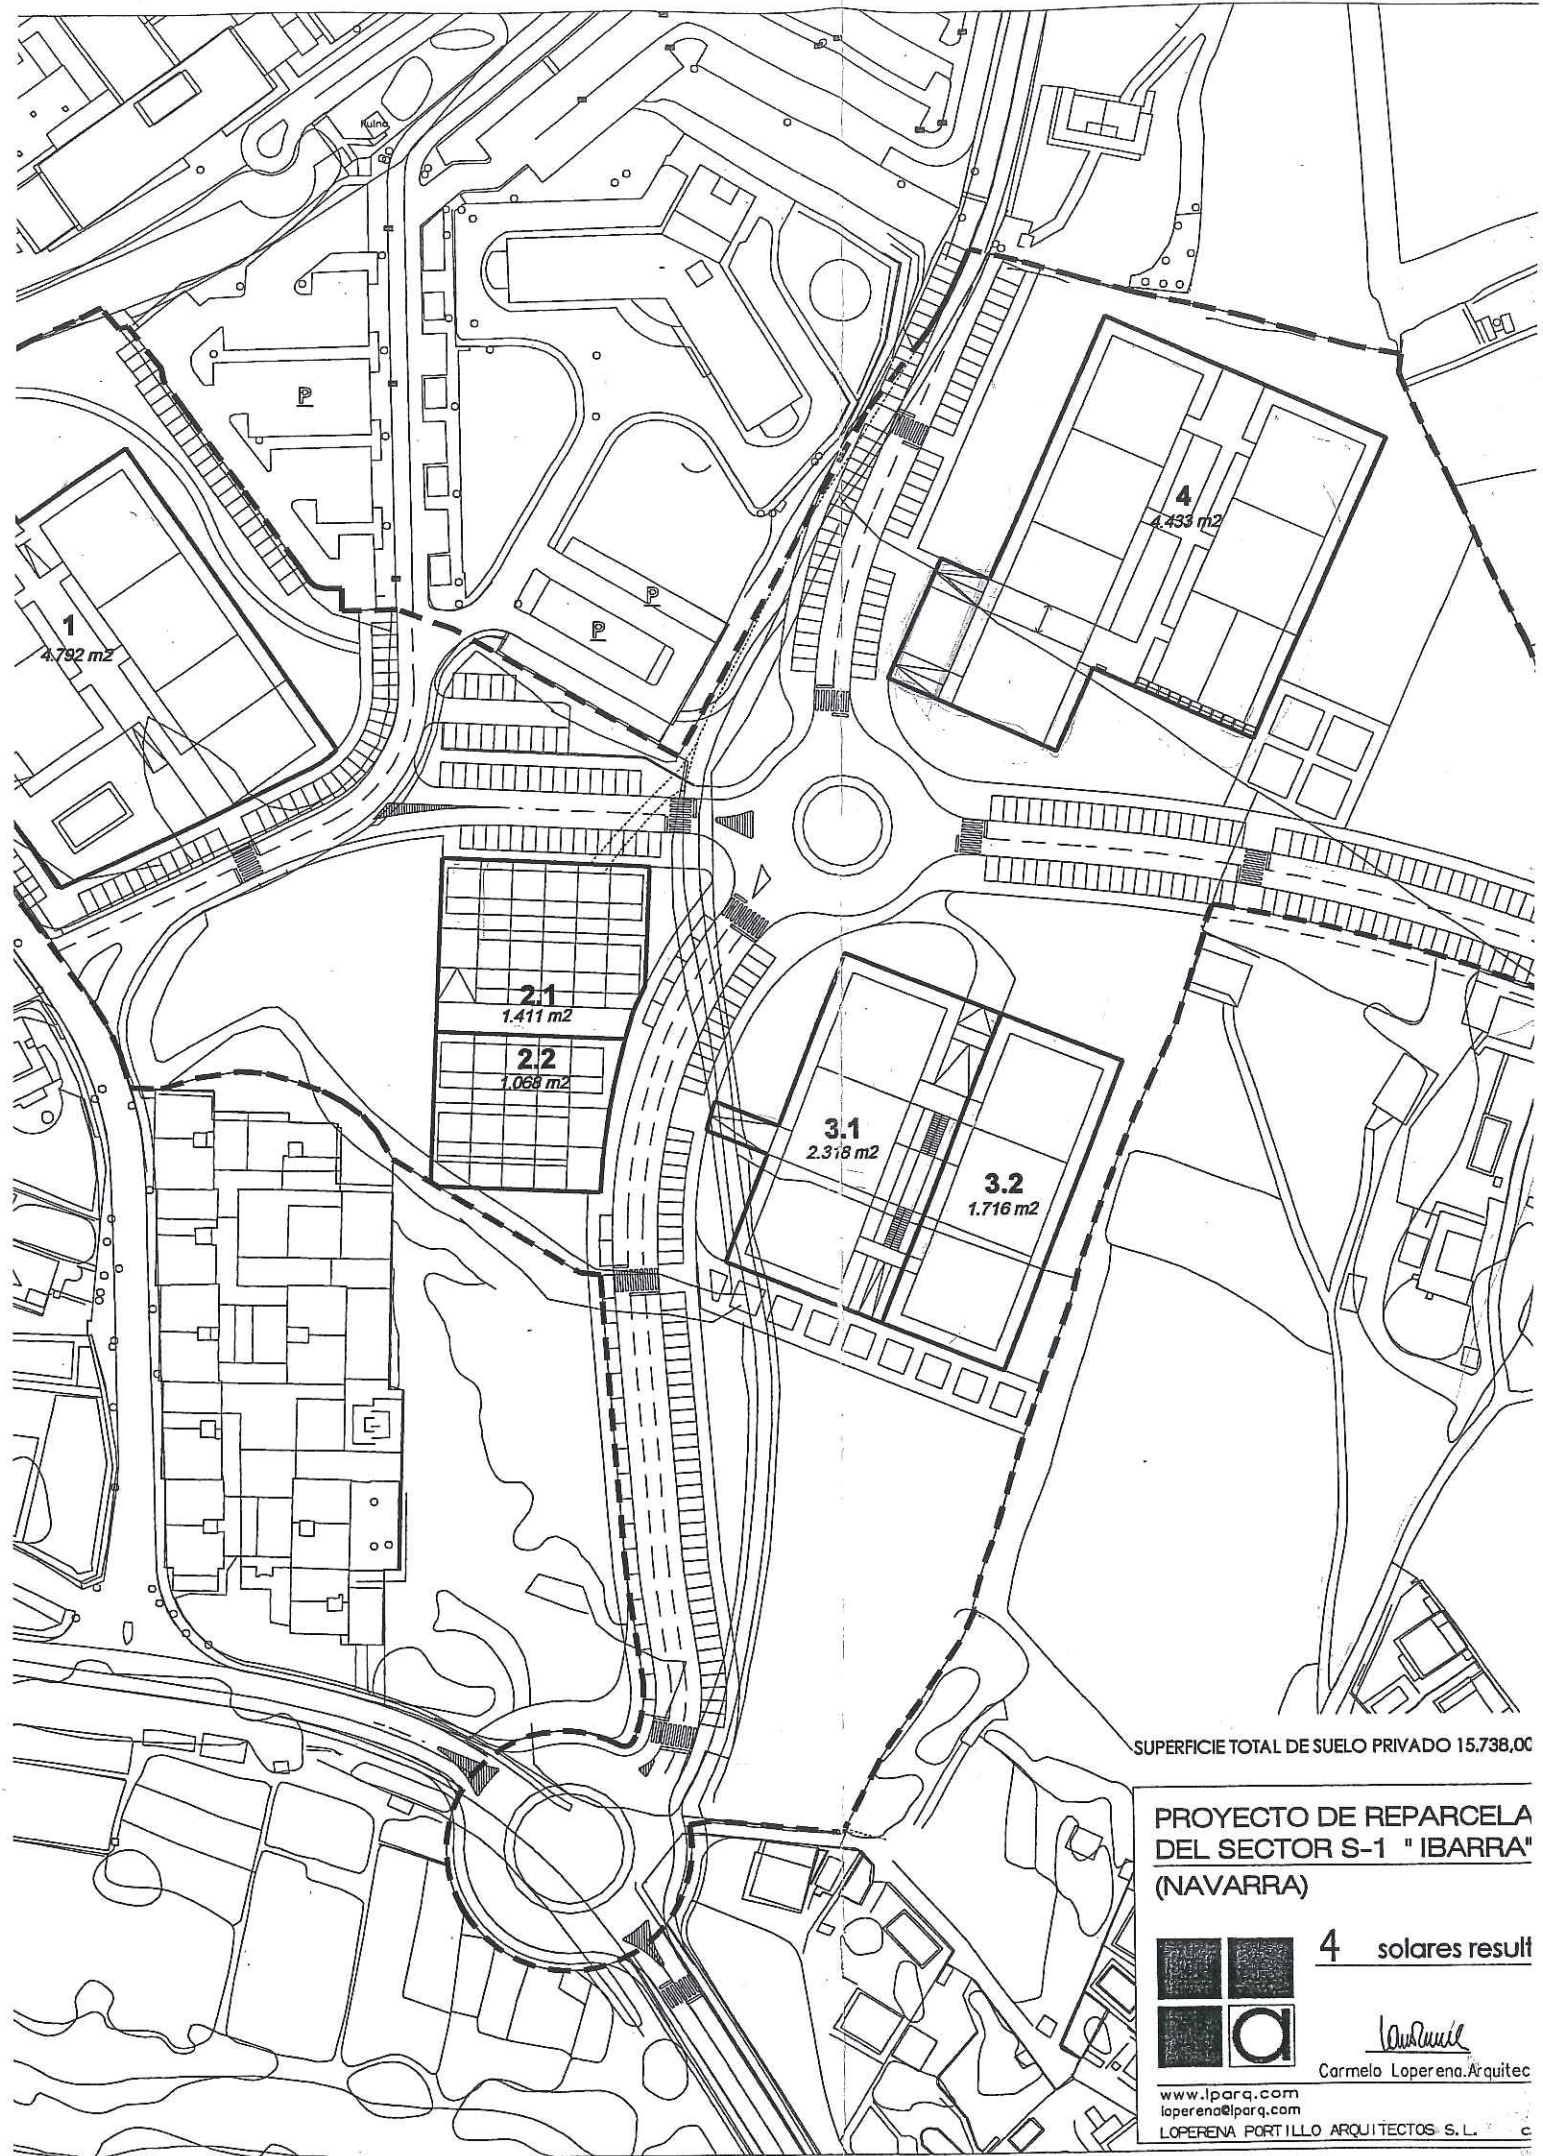 Ruina
P
4
4.433 m2
P
P
1
4.792 m2
2.1
1.411 m2
2.2
1.068 m2
3.1
2.318 m2
3.2
1.716 m2
SUPERFICIE TOTAL DE SUELO PRIVADO 15.738,00
PROYECTO DE REPARCELA
DEL SECTOR S-1 " IBARRA"
(NAVARRA)
4 solares result
a
Carmelo Loperena.Arquitec
www.lparq.com
loperena@lparq.com
LOPERENA PORTILLO ARQUITECTOS S.L. c